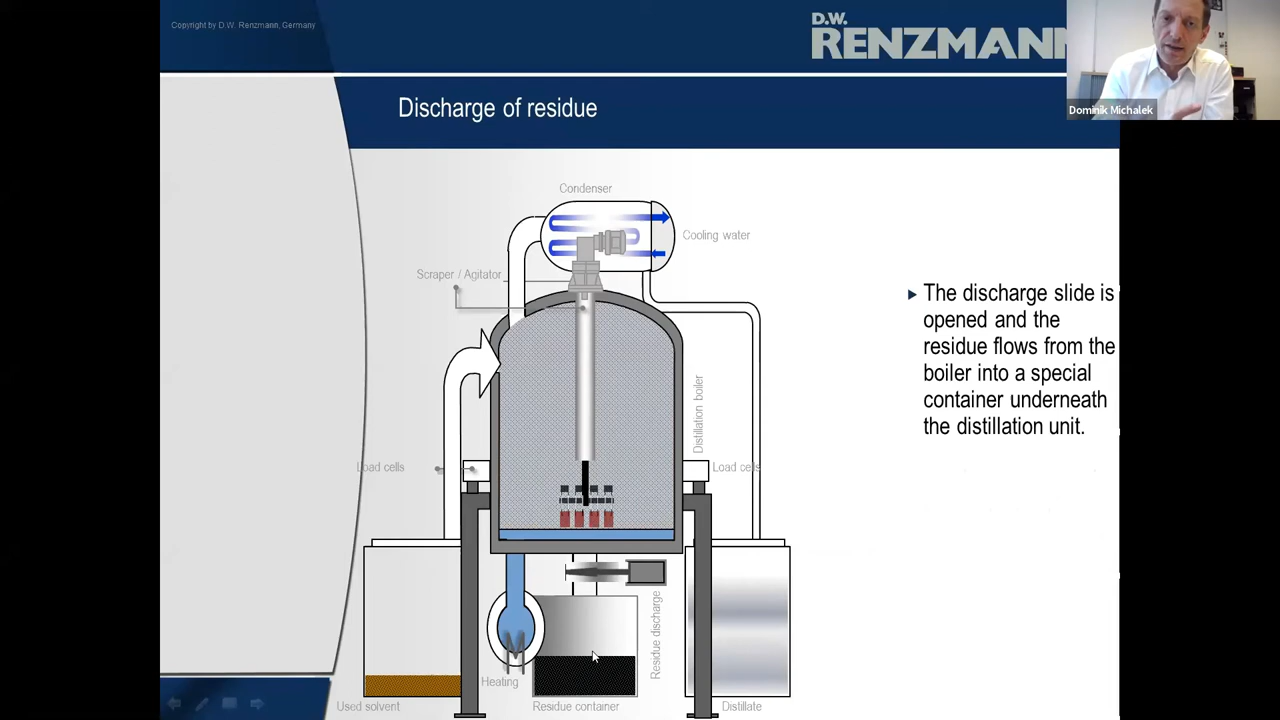 Copyright by D.W. Renzmann, Germany
D.W.
RENZMANN
Dominik Michalek
Discharge of residue
Condenser
Cooling water
Scraper / Agitator
The discharge slide is
opened and the
residue flows from the
boiler into a special
container underneath
the distillation unit.
Distillation boiler
Load cells
Load cells
Residue discharge
Heating
Used solvent
Residue container
Distillate